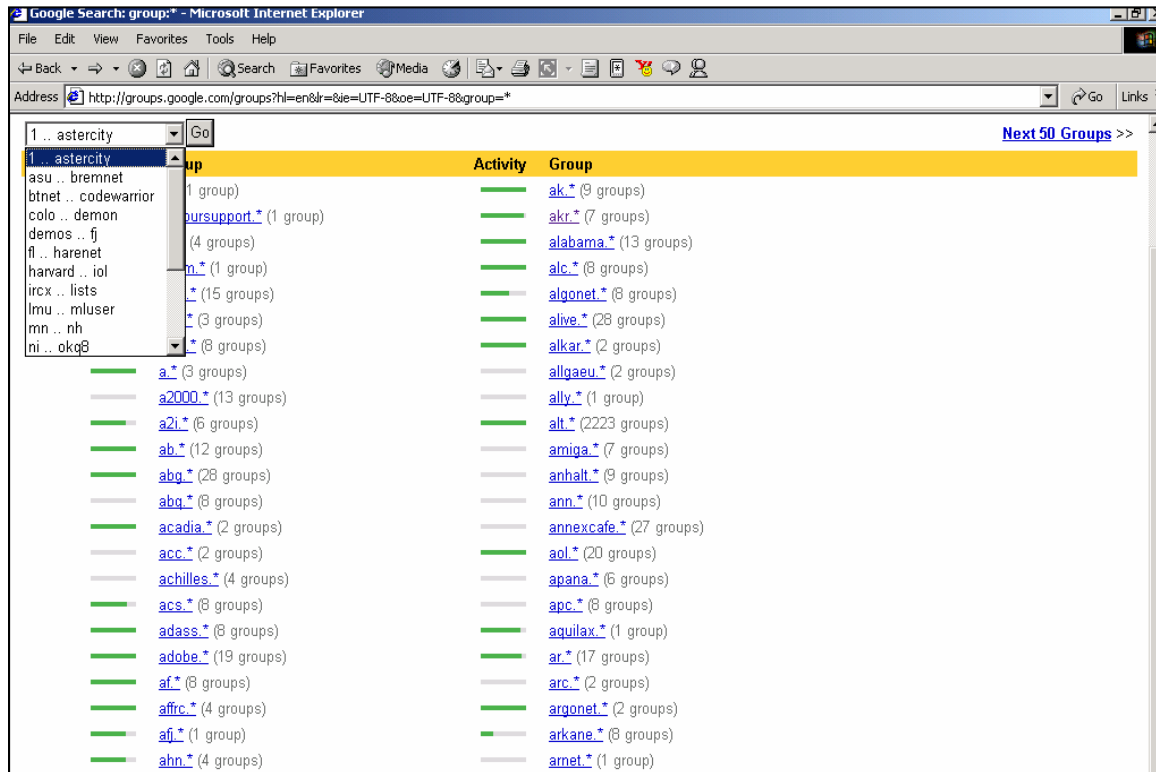 Google Search: group:* - Microsoft Internet Explorer
File Edit View Favorites Tools Help
Back Search Favorites Media
Address http://groups.google.com/groups?hl=en&lr=&ie=UTF-8&oe=UTF-8&group=* Go Links
1 .. astercity Go Next 50 Groups >>
1 .. astercity
asu .. bremnet
btnet .. codewarrior
colo .. demon
demos .. fj
fl .. harenet
harvard .. iol
ircx .. lists
lmu .. mluser
mn .. nh
ni .. okq8
up Activity Group
1 group) ak.* (9 groups)
oursupport.* (1 group) akr.* (7 groups)
(4 groups) alabama.* (13 groups)
m.* (1 group) alc.* (8 groups)
.* (15 groups) algonet.* (8 groups)
* (3 groups) alive.* (28 groups)
.* (8 groups) alkar.* (2 groups)
a.* (3 groups) allgaeu.* (2 groups)
a2000.* (13 groups) ally.* (1 group)
a2i.* (6 groups) alt.* (2223 groups)
ab.* (12 groups) amiga.* (7 groups)
abg.* (28 groups) anhalt.* (9 groups)
abq.* (8 groups) ann.* (10 groups)
acadia.* (2 groups) annexcafe.* (27 groups)
acc.* (2 groups) aol.* (20 groups)
achilles.* (4 groups) apana.* (6 groups)
acs.* (8 groups) apc.* (8 groups)
adass.* (8 groups) aquilax.* (1 group)
adobe.* (19 groups) ar.* (17 groups)
af.* (8 groups) arc.* (2 groups)
affrc.* (4 groups) argonet.* (2 groups)
afj.* (1 group) arkane.* (8 groups)
ahn.* (4 groups) arnet.* (1 group)